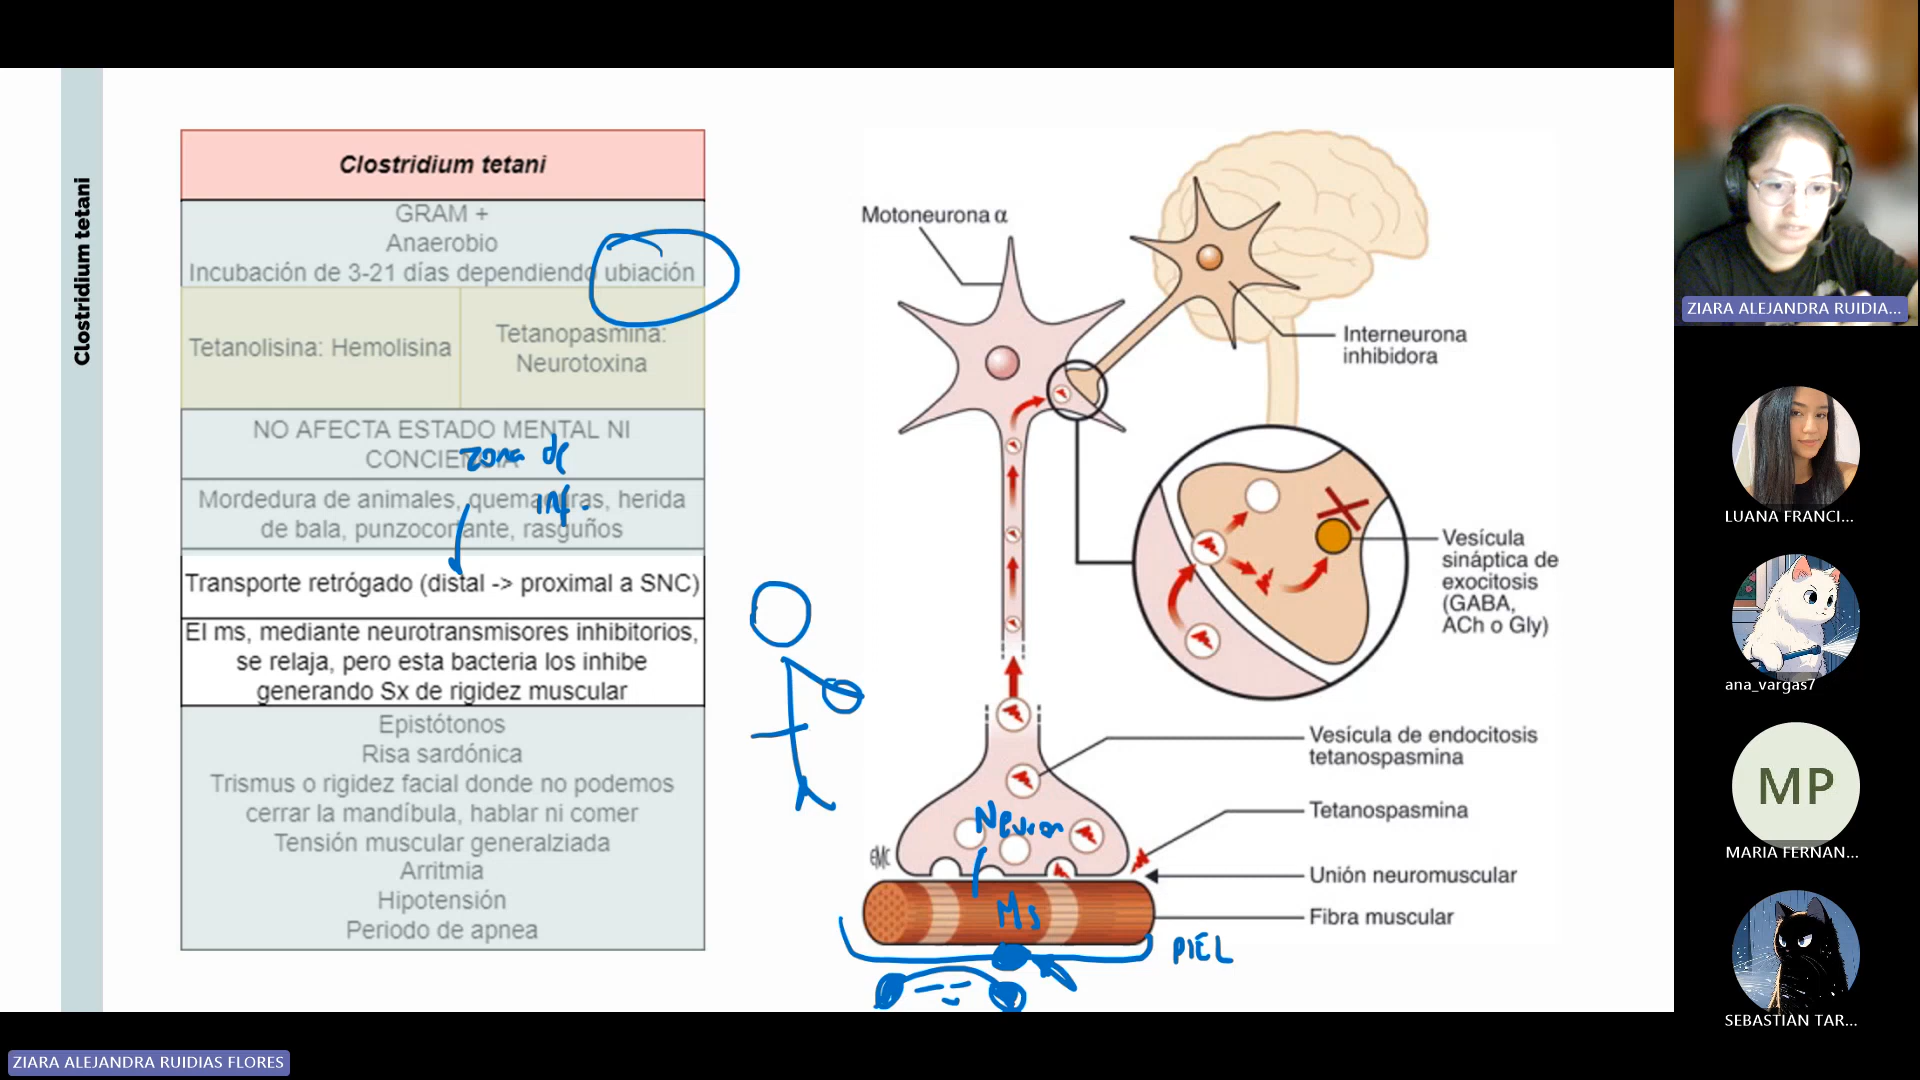 Clostridium tetani
Clostridium tetani
GRAM +
Anaerobio
Incubación de 3-21 días dependiendo ubiación
Tetanolisina: Hemolisina
Tetanopasmina:
Neurotoxina
NO AFECTA ESTADO MENTAL NI
CONCIENCIA
zona de
inf.
Mordedura de animales, quemaduras, herida
de bala, punzocortante, rasguños
Transporte retrógado (distal -> proximal a SNC)
El ms, mediante neurotransmisores inhibitorios,
se relaja, pero esta bacteria los inhibe
generando Sx de rigidez muscular
Epistótonos
Risa sardónica
Trismus o rigidez facial donde no podemos
cerrar la mandíbula, hablar ni comer
Tensión muscular generalziada
Arritmia
Hipotensión
Periodo de apnea
Motoneurona α
Interneurona
inhibidora
Vesícula
sináptica de
exocitosis
(GABA,
ACh o Gly)
Vesícula de endocitosis
tetanospasmina
Tetanospasmina
Unión neuromuscular
Fibra muscular
Neuron
Ms
PIEL
EMC
ZIARA ALEJANDRA RUIDIA...
LUANA FRANCI...
ana_vargas7
MP
MARIA FERNAN...
SEBASTIAN TAR...
ZIARA ALEJANDRA RUIDIAS FLORES